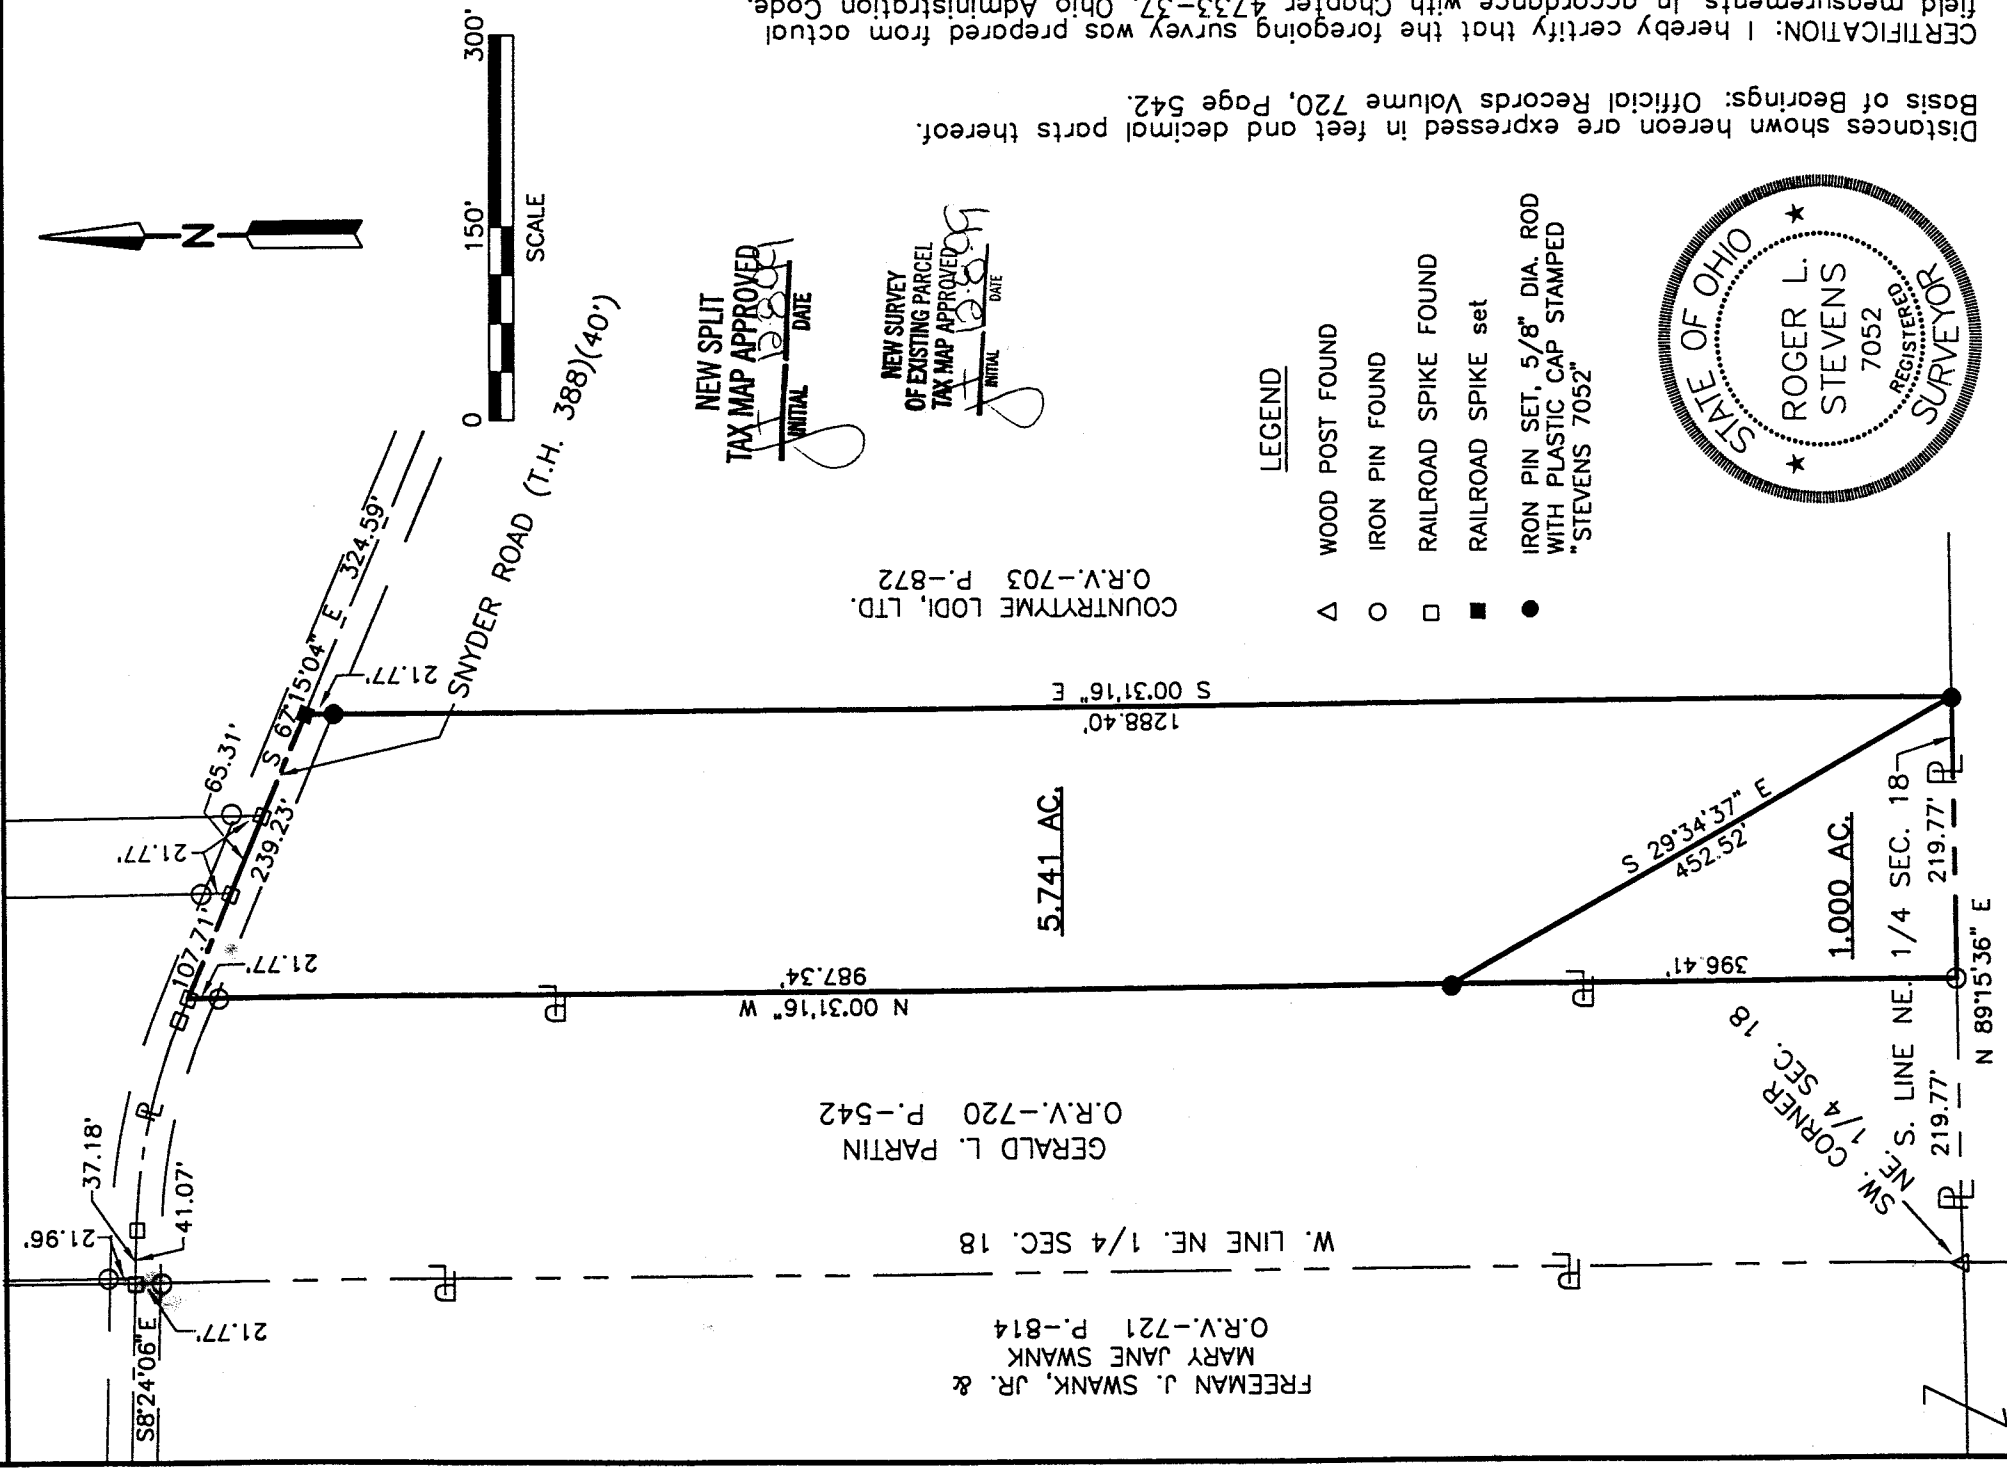 CERTIFICATION: I hereby certify that the foregoing survey was prepared from actual
field measurements in accordance with Chapter 4733-37, Ohio Administration Code.
Basis of Bearings: Official Records Volume 720, Page 542.
Distances shown hereon are expressed in feet and decimal parts thereof.
N
0 150' 300'
SCALE
NEW SPLIT
TAX MAP APPROVED
INITIAL DATE
NEW SURVEY
OF EXISTING PARCEL
TAX MAP APPROVED
INITIAL DATE
LEGEND
WOOD POST FOUND
IRON PIN FOUND
RAILROAD SPIKE FOUND
RAILROAD SPIKE set
IRON PIN SET, 5/8" DIA. ROD
WITH PLASTIC CAP STAMPED
"STEVENS 7052"
STATE OF OHIO
ROGER L.
STEVENS
7052
REGISTERED
SURVEYOR
SNYDER ROAD (T.H. 388)(40')
S 67°15'04" E 324.59'
21.77'
65.31'
239.23'
21.77'
107.71'
21.77'
37.18'
41.07'
21.96'
21.77'
S8°24'06"E
COUNTRYTYME LODI, LTD.
O.R.V.-703 P.-872
S 00°31'16" E
1288.40'
5.741 AC.
987.34'
N 00°31'16" W
PL
S 29°34'37" E
452.52'
1.000 AC.
396.41'
PL
S. LINE NE. 1/4 SEC. 18
219.77' PL
N 89°15'36" E
219.77'
PL
SW. CORNER
NE. 1/4 SEC. 18
GERALD L. PARTIN
O.R.V.-720 P.-542
W. LINE NE. 1/4 SEC. 18
PL
PL
PL
FREEMAN J. SWANK, JR. &
MARY JANE SWANK
O.R.V.-721 P.-814